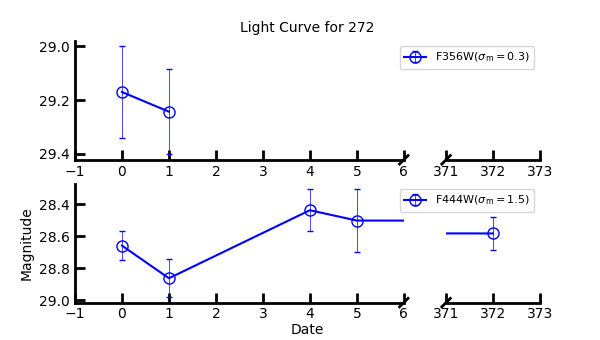 Light Curve for 272
29.0
29.2
29.4
F356W(σm = 0.3)
−1 0 1 2 3 4 5 6 371 372 373
Magnitude
28.4
28.6
28.8
29.0
F444W(σm = 1.5)
−1 0 1 2 3 4 5 6 371 372 373
Date